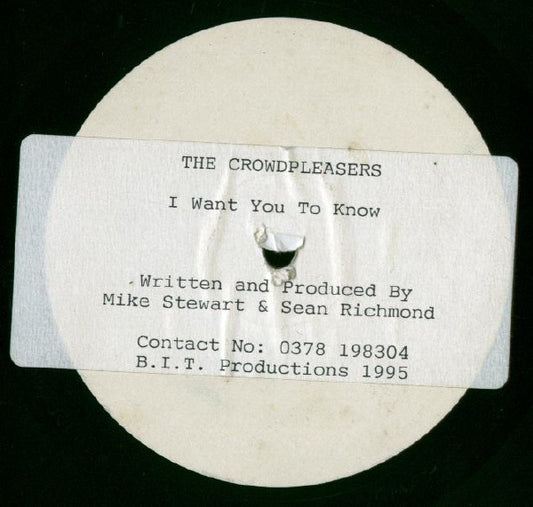 THE CROWDPLEASERS
I Want You To Know
Written and Produced By
Mike Stewart & Sean Richmond
Contact No: 0378 198304
B.I.T. Productions 1995